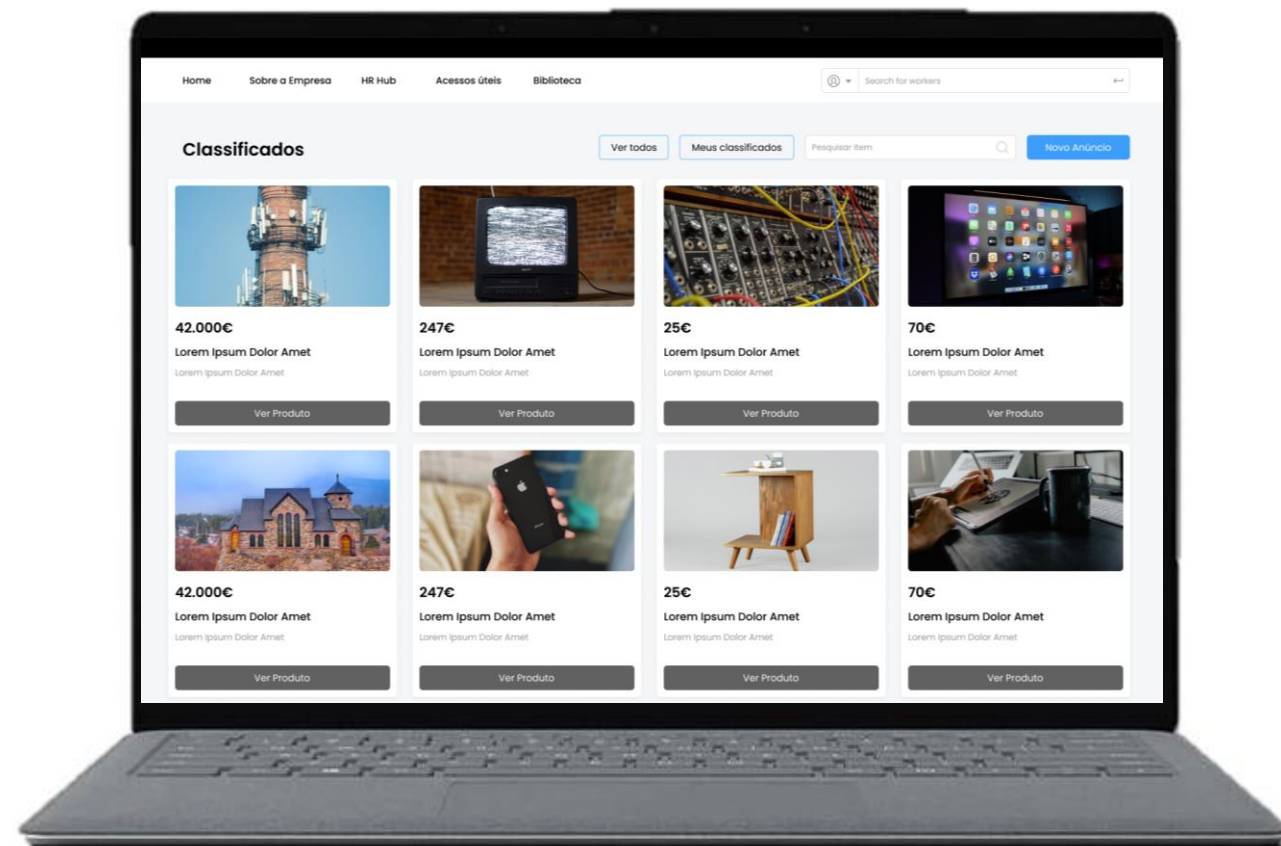 Home Sobre a Empresa HR Hub Acessos úteis Biblioteca Search for workers
Classificados Ver todos Meus classificados Pesquisar item Novo Anúncio
42.000€ 247€ 25€ 70€
Lorem Ipsum Dolor Amet Lorem Ipsum Dolor Amet Lorem Ipsum Dolor Amet Lorem Ipsum Dolor Amet
Lorem Ipsum Dolor Amet Lorem Ipsum Dolor Amet Lorem Ipsum Dolor Amet Lorem Ipsum Dolor Amet
Ver Produto Ver Produto Ver Produto Ver Produto
42.000€ 247€ 25€ 70€
Lorem Ipsum Dolor Amet Lorem Ipsum Dolor Amet Lorem Ipsum Dolor Amet Lorem Ipsum Dolor Amet
Lorem Ipsum Dolor Amet Lorem Ipsum Dolor Amet Lorem Ipsum Dolor Amet Lorem Ipsum Dolor Amet
Ver Produto Ver Produto Ver Produto Ver Produto